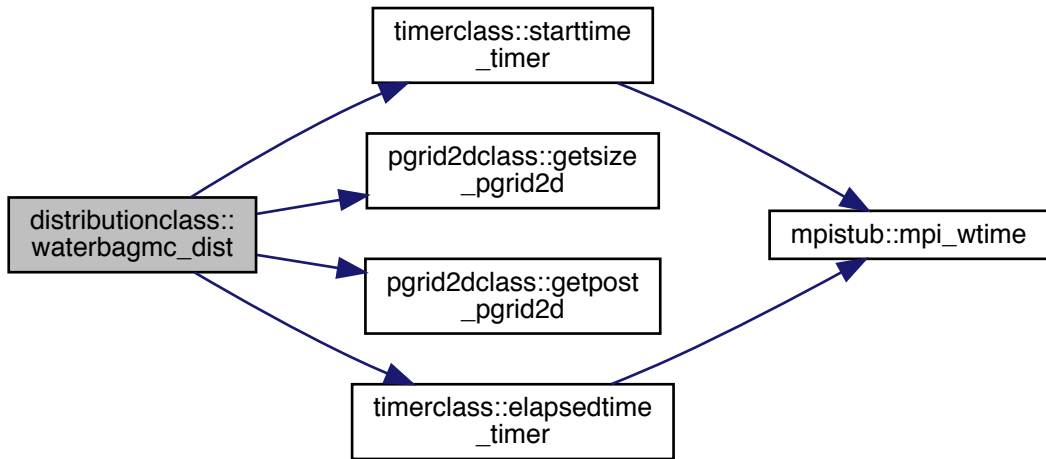 timerclass::starttime
_timer
pgrid2dclass::getsize
_pgrid2d
distributionclass::
waterbagmc_dist
mpistub::mpi_wtime
pgrid2dclass::getpost
_pgrid2d
timerclass::elapsedtime
_timer